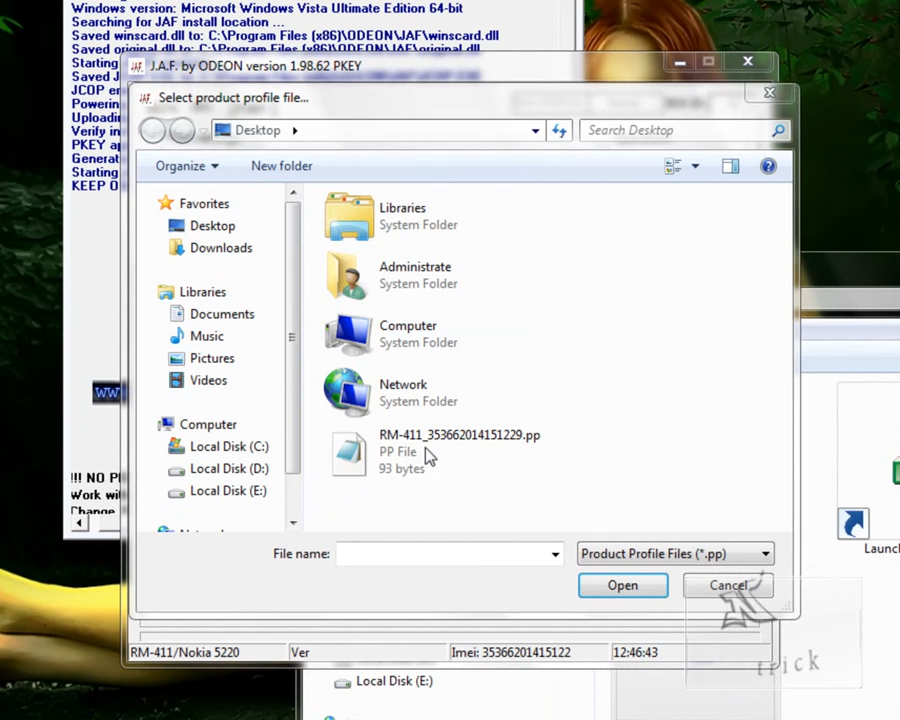 Windows version: Microsoft Windows Vista Ultimate Edition 64-bit
Searching for JAF install location ...
Saved winscard.dll to: C:\Program Files (x86)\ODEON\JAF\winscard.dll
Saved original.dll to: C:\Program Files (x86)\ODEON\JAF\original.dll
Starting
Saved J
JCOP en
Powerin
Uploadin
Verify in
PKEY ap
Generat
Starting
KEEP O
J.A.F. by ODEON version 1.98.62 PKEY
Select product profile file...
Desktop
Search Desktop
Organize
New folder
Favorites
Desktop
Downloads
Libraries
Documents
Music
Pictures
Videos
Computer
Local Disk (C:)
Local Disk (D:)
Local Disk (E:)
Libraries
System Folder
Administrate
System Folder
Computer
System Folder
Network
System Folder
RM-411_353662014151229.pp
PP File
93 bytes
WW
!!! NO P
Work wi
Change
File name:
Product Profile Files (*.pp)
Open
Cancel
Launc
RM-411/Nokia 5220
Ver
Imei: 35366201415122
12:46:43
Local Disk (E:)
N
trick